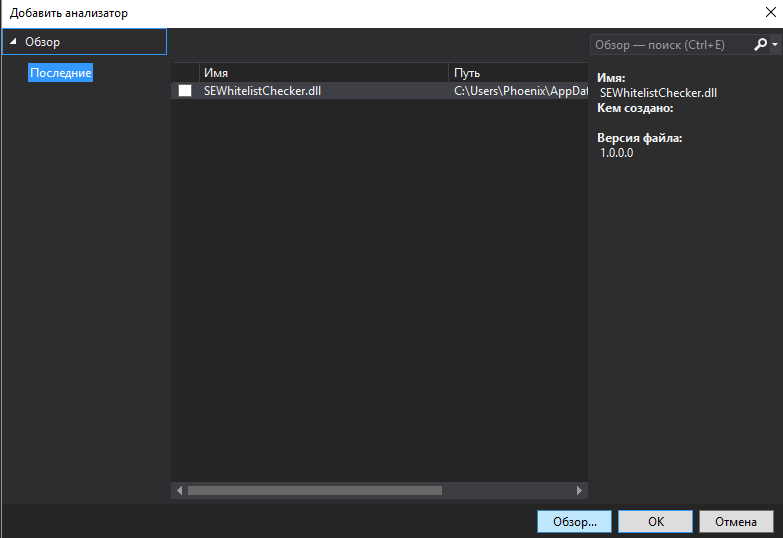 Добавить анализатор
Обзор
Обзор — поиск (Ctrl+E)
Последние
Имя
Путь
SEWhitelistChecker.dll
C:\Users\Phoenix\AppDat
Имя:
SEWhitelistChecker.dll
Кем создано:
Версия файла:
1.0.0.0
Обзор...
ОК
Отмена